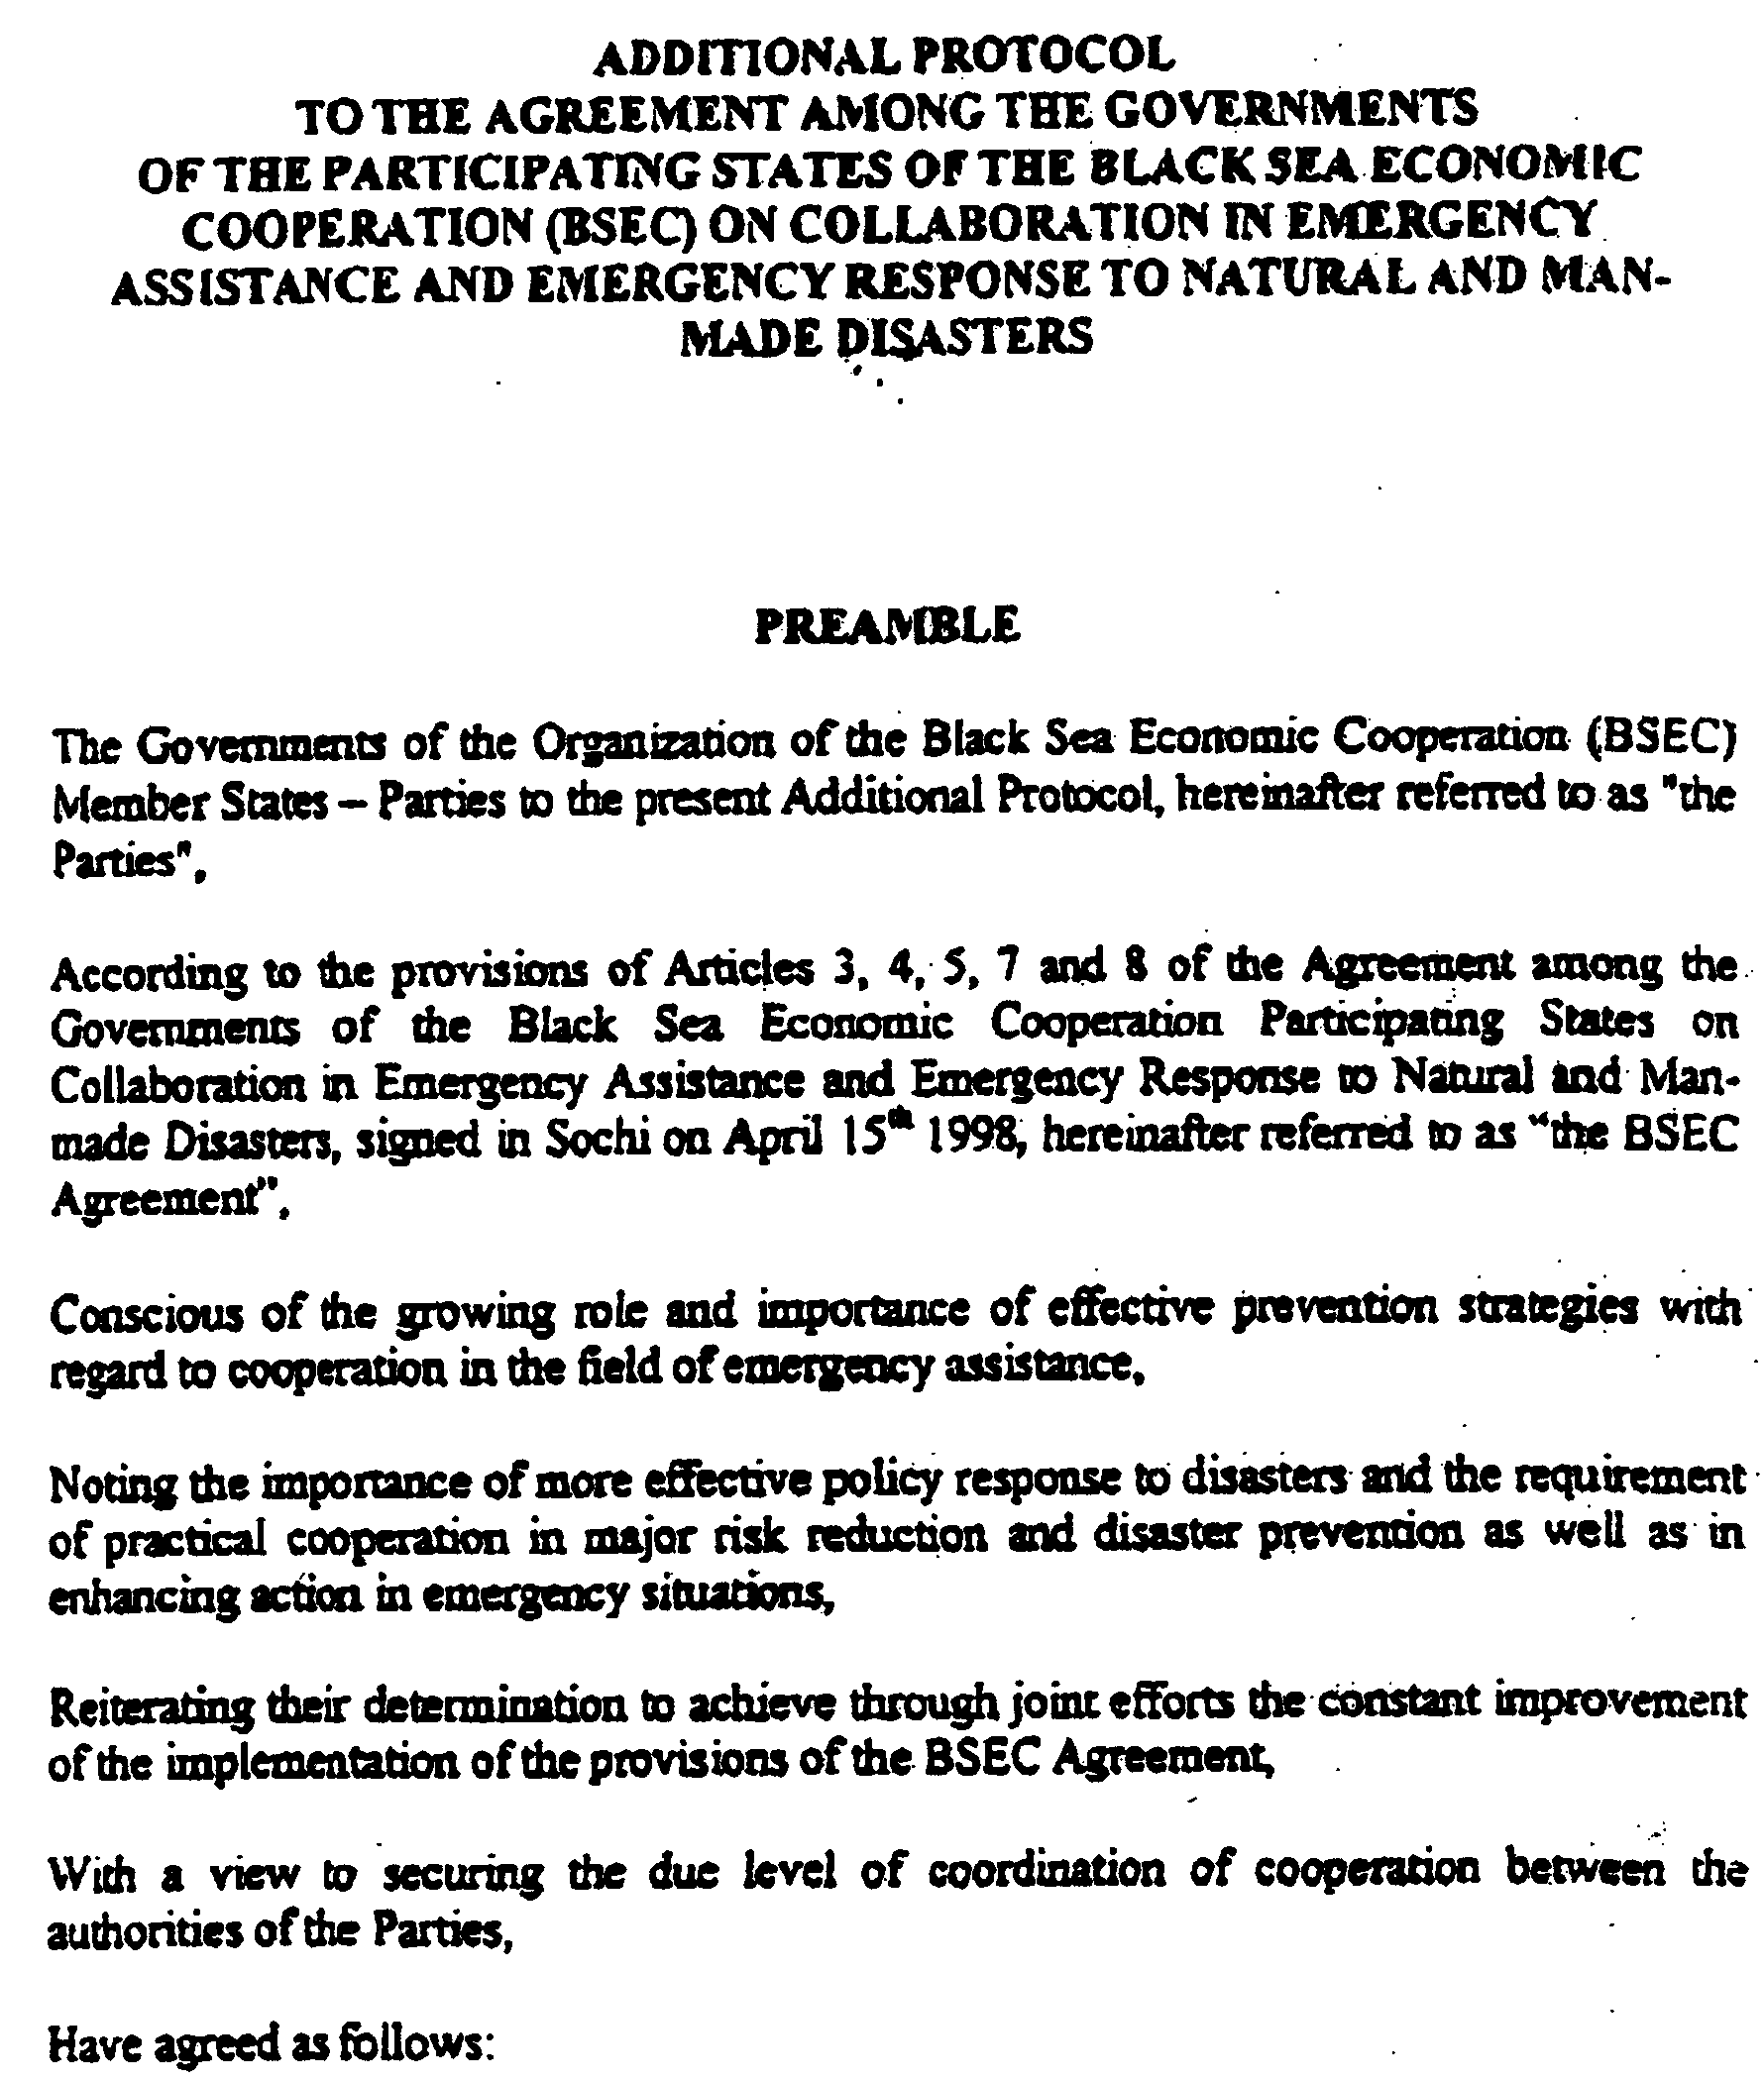 ADDITIONAL PROTOCOL
TO THE AGREEMENT AMONG THE GOVERNMENTS
OF THE PARTICIPATING STATES OF THE BLACK SEA ECONOMIC
COOPERATION (BSEC) ON COLLABORATION IN EMERGENCY
ASSISTANCE AND EMERGENCY RESPONSE TO NATURAL AND MAN-
MADE DISASTERS
PREAMBLE
The Governments of the Organization of the Black Sea Economic Cooperation (BSEC)
Member States – Parties to the present Additional Protocol, hereinafter referred to as "the
Parties",
According to the provisions of Articles 3, 4, 5, 7 and 8 of the Agreement among the
Governments of the Black Sea Economic Cooperation Participating States on
Collaboration in Emergency Assistance and Emergency Response to Natural and Man-
made Disasters, signed in Sochi on April 15th 1998, hereinafter referred to as "the BSEC
Agreement",
Conscious of the growing role and importance of effective prevention strategies with
regard to cooperation in the field of emergency assistance,
Noting the importance of more effective policy response to disasters and the requirement
of practical cooperation in major risk reduction and disaster prevention as well as in
enhancing action in emergency situations,
Reiterating their determination to achieve through joint efforts the constant improvement
of the implementation of the provisions of the BSEC Agreement,
With a view to securing the due level of coordination of cooperation between the
authorities of the Parties,
Have agreed as follows: